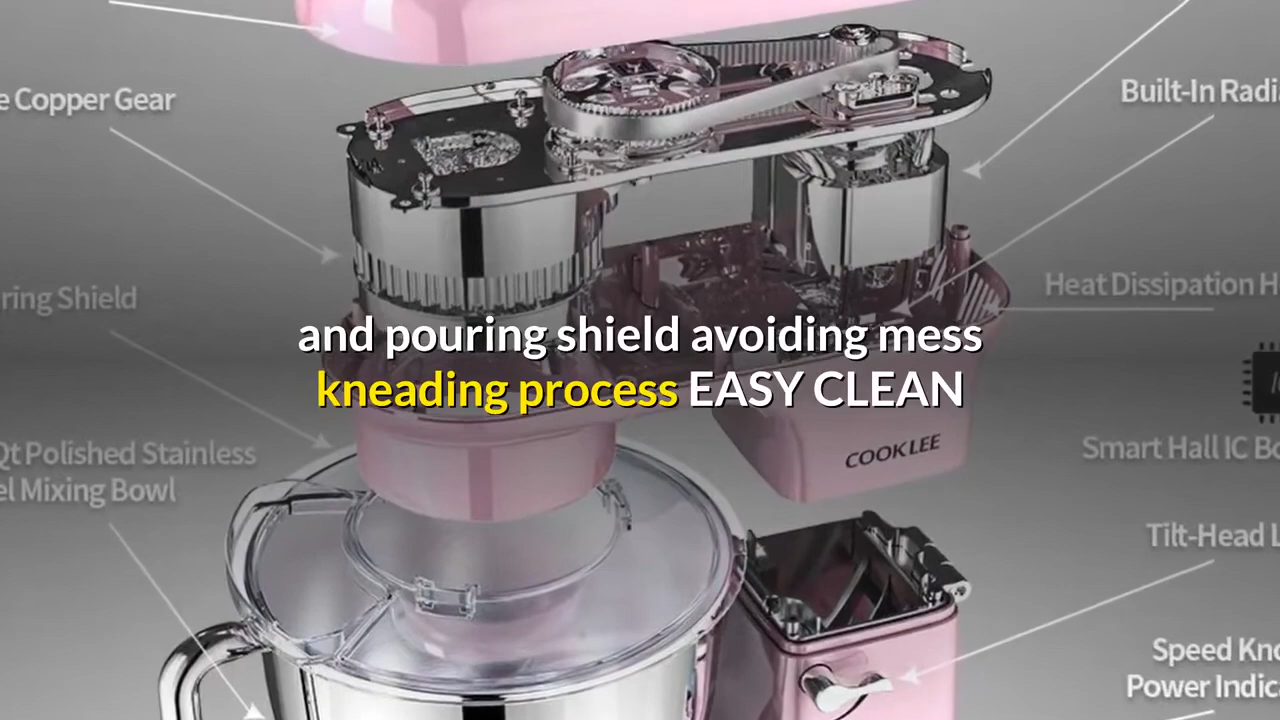 e Copper Gear
Built-In Radia
ring Shield
Heat Dissipation H
and pouring shield avoiding mess
kneading process EASY CLEAN
COOKLEE
Qt Polished Stainless
el Mixing Bowl
Smart Hall IC Bo
Tilt-Head L
Speed Kno
Power Indica